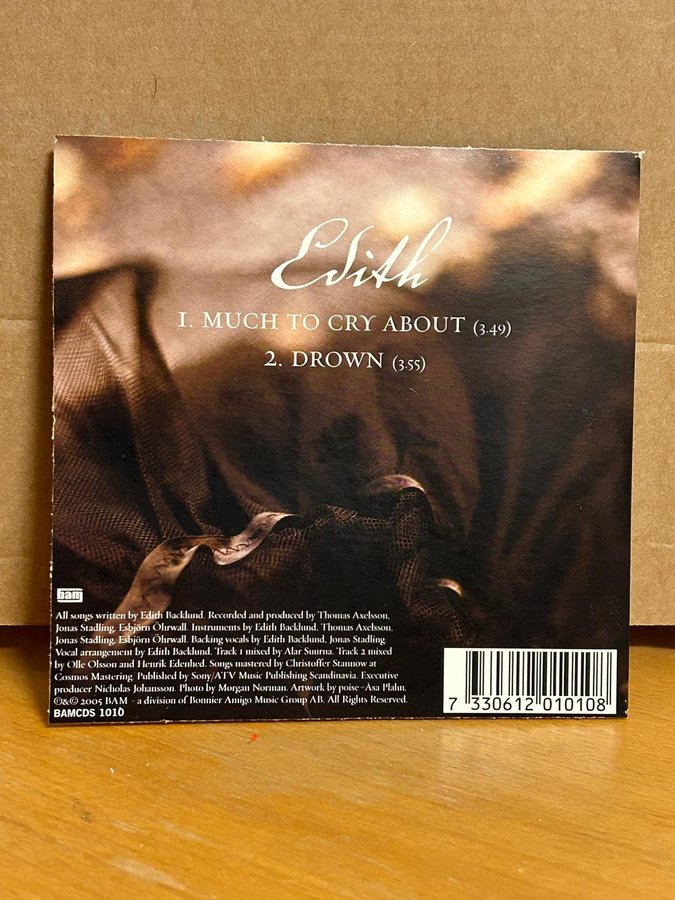 Edith
1. MUCH TO CRY ABOUT (3.49)
2. DROWN (3.55)
bam
All songs written by Edith Backlund. Recorded and produced by Thomas Axelsson,
Jonas Stadling, Esbjörn Öhrwall. Instruments by Edith Backlund, Thomas Axelsson,
Jonas Stadling, Esbjörn Öhrwall. Backing vocals by Edith Backlund, Jonas Stadling.
Vocal arrangement by Edith Backlund. Track 1 mixed by Alar Suurna. Track 2 mixed
by Olle Olsson and Henrik Edenhed. Songs mastered by Christoffer Stannow at
Cosmos Mastering. Published by Sony/ATV Music Publishing Scandinavia. Executive
producer Nicholas Johansson. Photo by Morgan Norman. Artwork by poise-Åsa Plahn.
℗&© 2005 BAM - a division of Bonnier Amigo Music Group AB. All Rights Reserved.
BAMCDS 1010
7 330612 010108